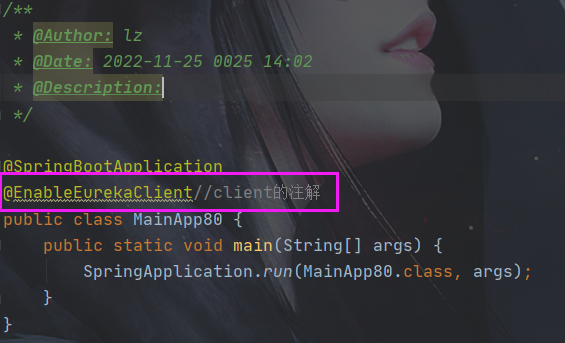 /**
* @Author: lz
* @Date: 2022-11-25 0025 14:02
* @Description:
*/
@SpringBootApplication
@EnableEurekaClient//client的注解
public class MainApp80 {
public static void main(String[] args) {
SpringApplication.run(MainApp80.class, args);
}
}